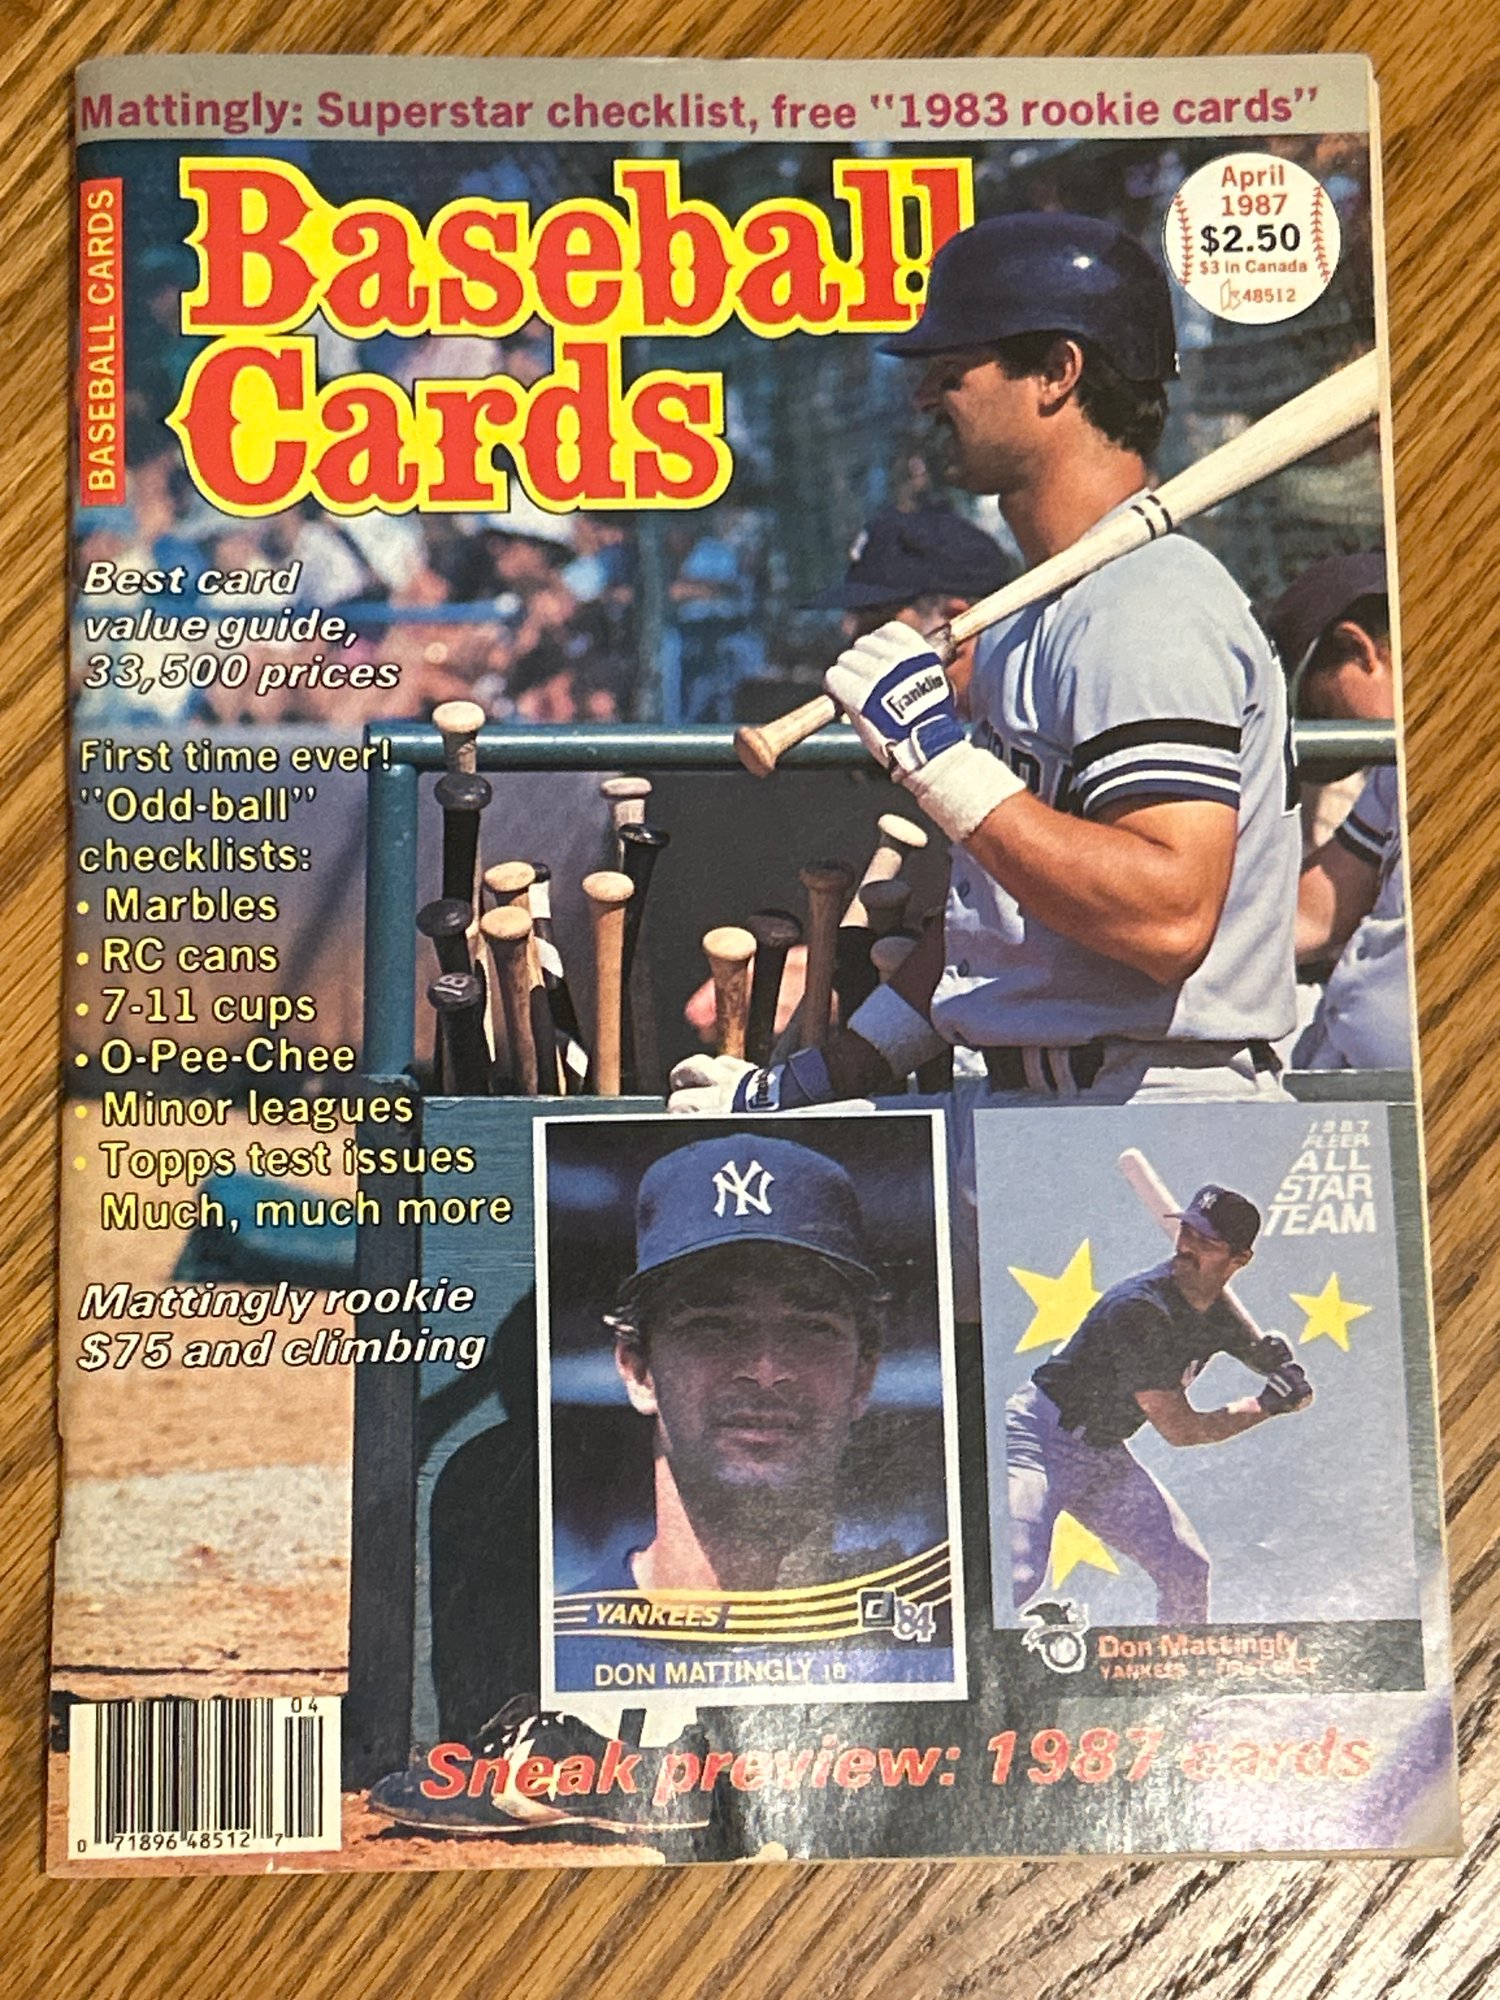 Mattingly: Superstar checklist, free "1983 rookie cards"
BASEBALL CARDS
Baseball
Cards
April
1987
$2.50
$3 in Canada
48512
Best card
value guide,
33,500 prices
First time ever!
"Odd-ball"
checklists:
• Marbles
• RC cans
• 7-11 cups
• O-Pee-Chee
• Minor leagues
• Topps test issues
Much, much more
Mattingly rookie
$75 and climbing
Franklin
18
NY
YANKEES
'84
DON MATTINGLY 1B
1987
FLEER
ALL
STAR
TEAM
Don Mattingly
YANKEES • FIRST BASE
Sneak preview: 1987 cards
04
0 71896 48512 7